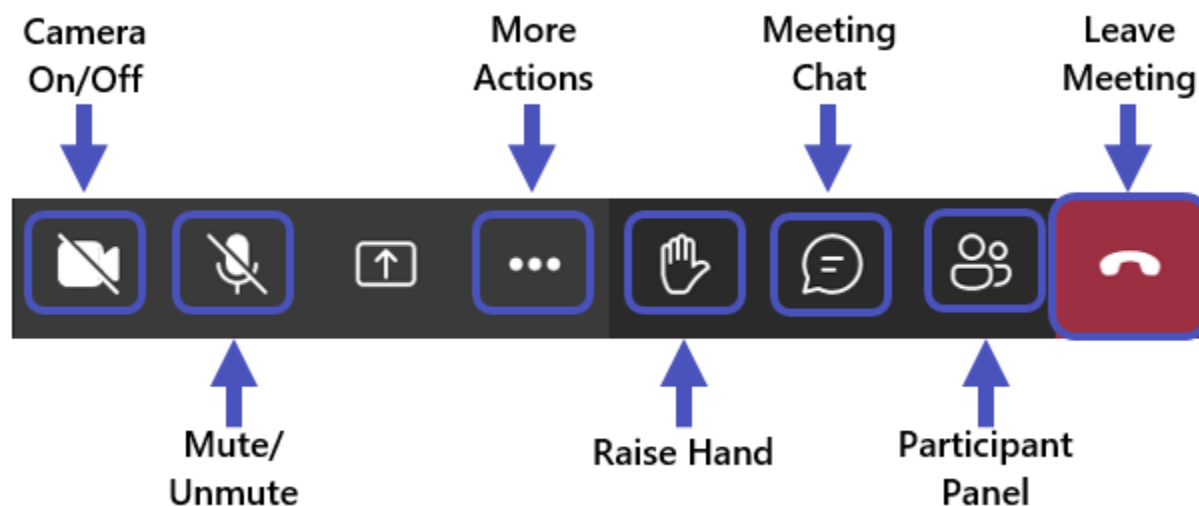 Camera
On/Off
More
Actions
Meeting
Chat
Leave
Meeting
Mute/
Unmute
Raise Hand
Participant
Panel